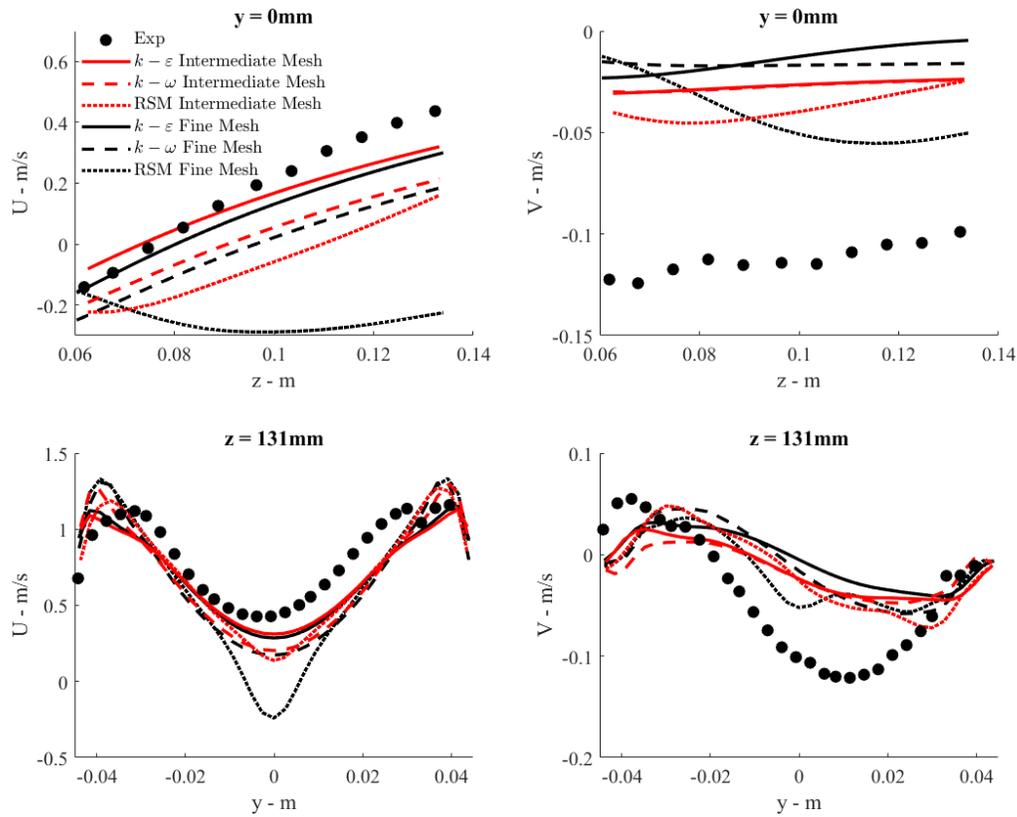 y = 0mm
Exp
k − ε Intermediate Mesh
k − ω Intermediate Mesh
RSM Intermediate Mesh
k − ε Fine Mesh
k − ω Fine Mesh
RSM Fine Mesh
0.6
0.4
0.2
0
-0.2
0.06 0.08 0.1 0.12 0.14
U - m/s
z - m
y = 0mm
0
-0.05
-0.1
-0.15
0.06 0.08 0.1 0.12 0.14
V - m/s
z - m
z = 131mm
1.5
1
0.5
0
-0.5
-0.04 -0.02 0 0.02 0.04
U - m/s
y - m
z = 131mm
0.1
0
-0.1
-0.2
-0.04 -0.02 0 0.02 0.04
V - m/s
y - m